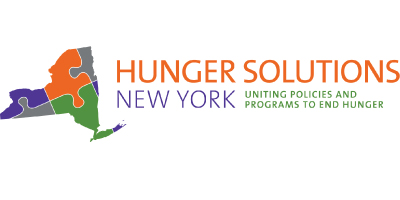 HUNGER SOLUTIONS
NEW YORK
UNITING POLICIES AND
PROGRAMS TO END HUNGER